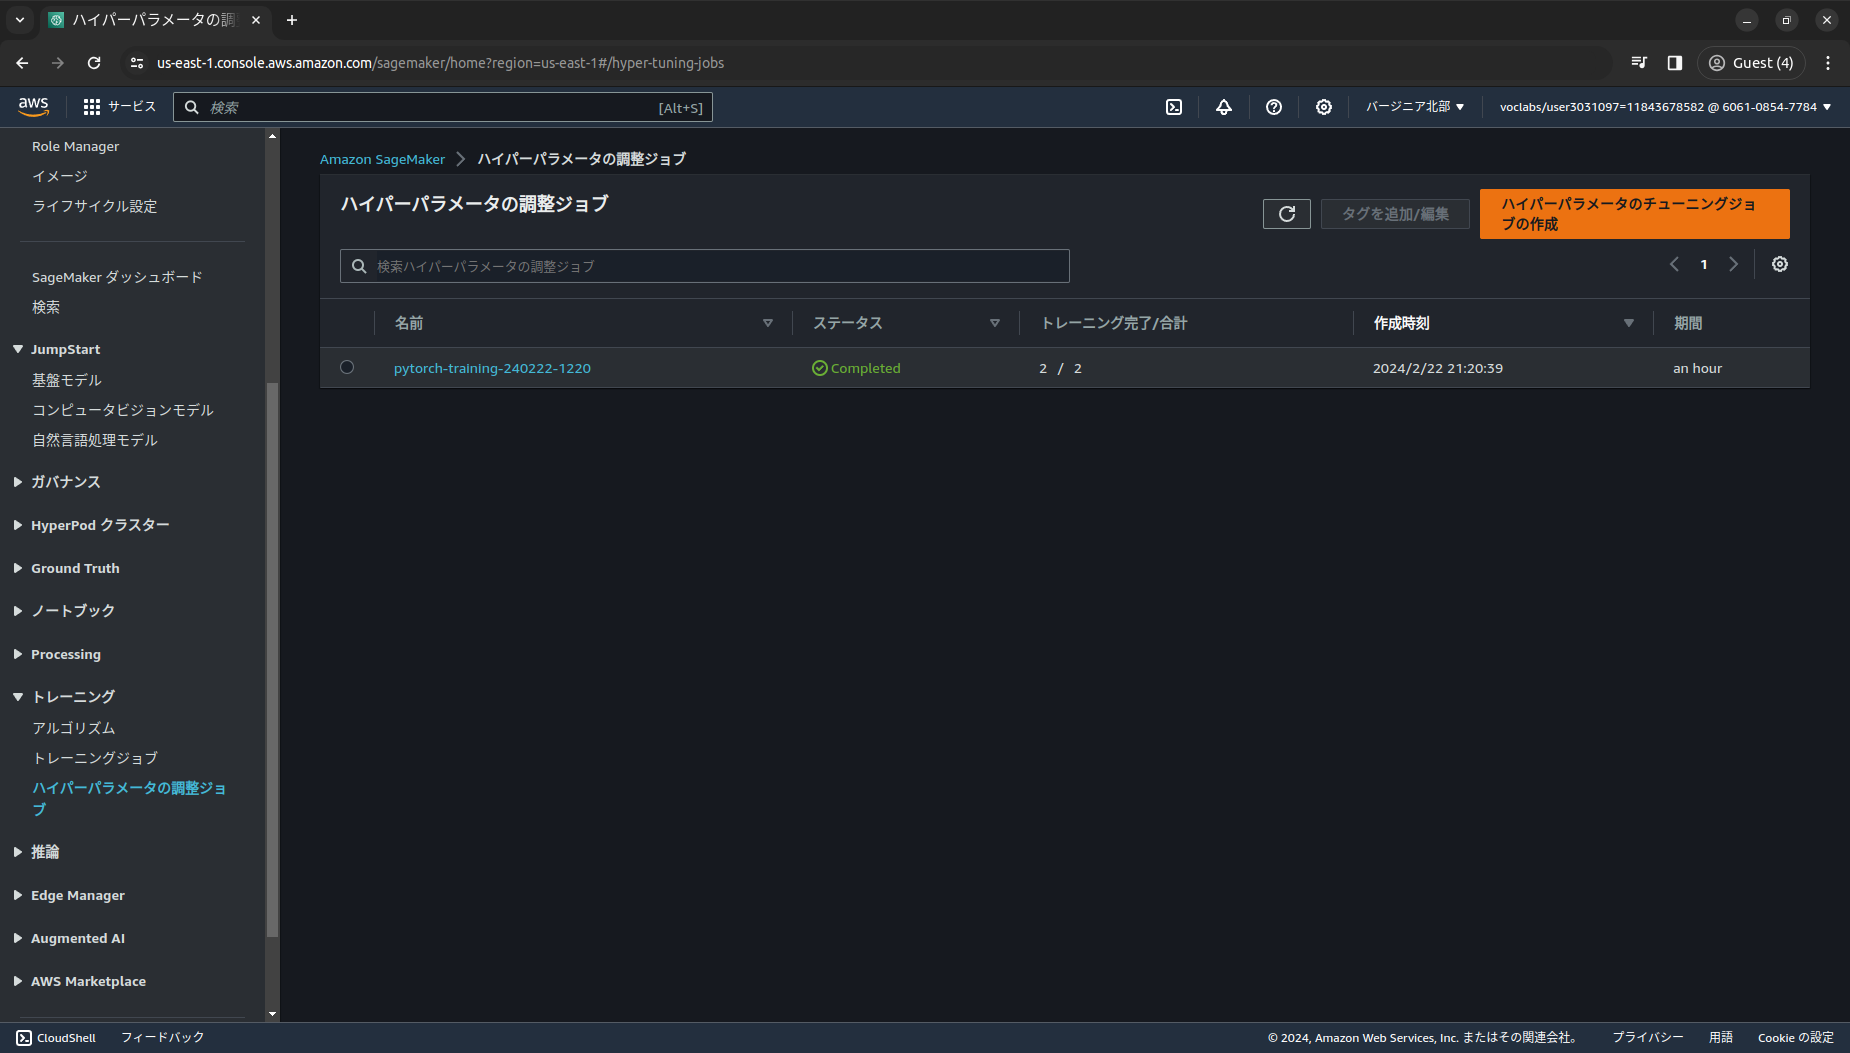 ハイパーパラメータの調
us-east-1.console.aws.amazon.com/sagemaker/home?region=us-east-1#/hyper-tuning-jobs
Guest (4)
aws
サービス
検索
[Alt+S]
バージニア北部
voclabs/user3031097=11843678582 @ 6061-0854-7784
Role Manager
イメージ
ライフサイクル設定
SageMaker ダッシュボード
検索
JumpStart
基盤モデル
コンピュータビジョンモデル
自然言語処理モデル
ガバナンス
HyperPod クラスター
Ground Truth
ノートブック
Processing
トレーニング
アルゴリズム
トレーニングジョブ
ハイパーパラメータの調整ジョ
ブ
推論
Edge Manager
Augmented AI
AWS Marketplace
Amazon SageMaker
ハイパーパラメータの調整ジョブ
ハイパーパラメータの調整ジョブ
タグを追加/編集
ハイパーパラメータのチューニングジョ
ブの作成
検索ハイパーパラメータの調整ジョブ
1
名前 ステータス トレーニング完了/合計 作成時刻 期間
pytorch-training-240222-1220 Completed 2 / 2 2024/2/22 21:20:39 an hour
CloudShell
フィードバック
© 2024, Amazon Web Services, Inc. またはその関連会社。
プライバシー
用語
Cookie の設定